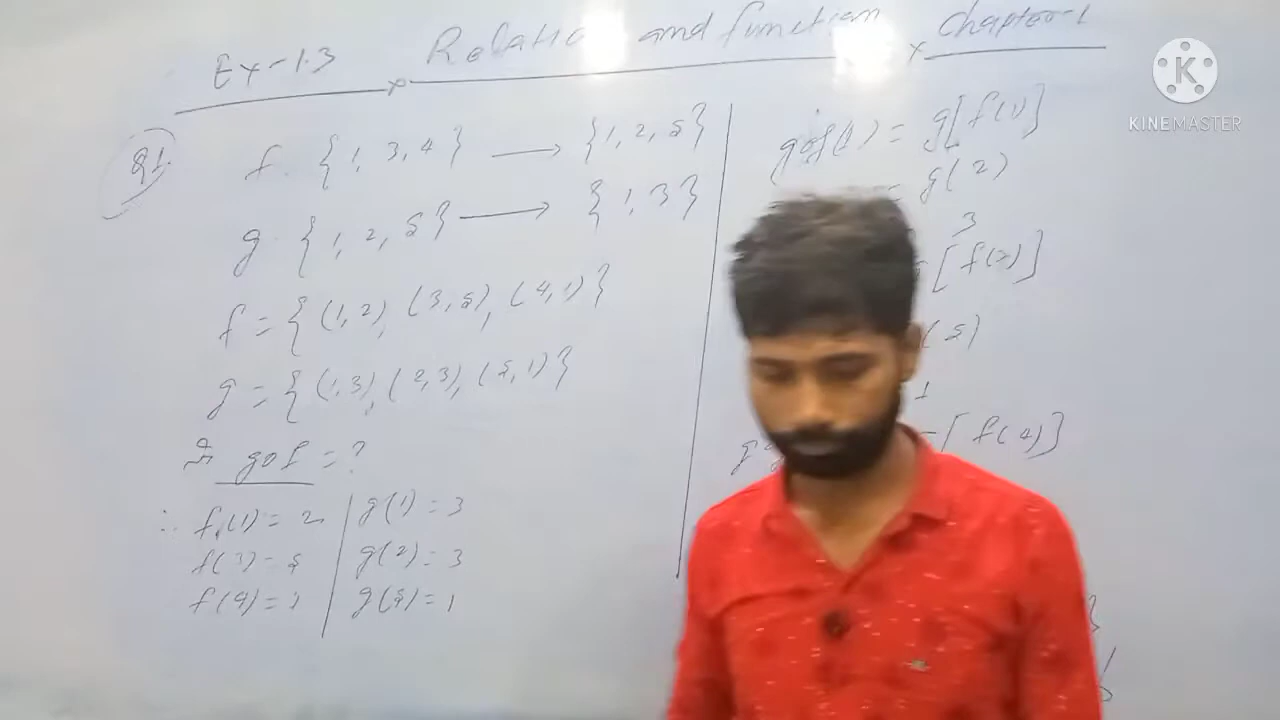 Ex-1.3 Relatio and function Chapter-1
Q1. f. {1, 3, 4} → {1, 2, 5}
g. {1, 2, 5} → {1, 3}
f = {(1, 2), (3, 5), (4, 1)}
g = {(1, 3), (2, 3), (5, 1)}
gof = ?
∴ f(1) = 2 | g(1) = 3
f(3) = 5 | g(2) = 3
f(4) = 1 | g(5) = 1
gof(1) = g[f(1)]
= g(2)
3
[f(3)]
(5)
1
g [f(4)]
}
KINEMASTER